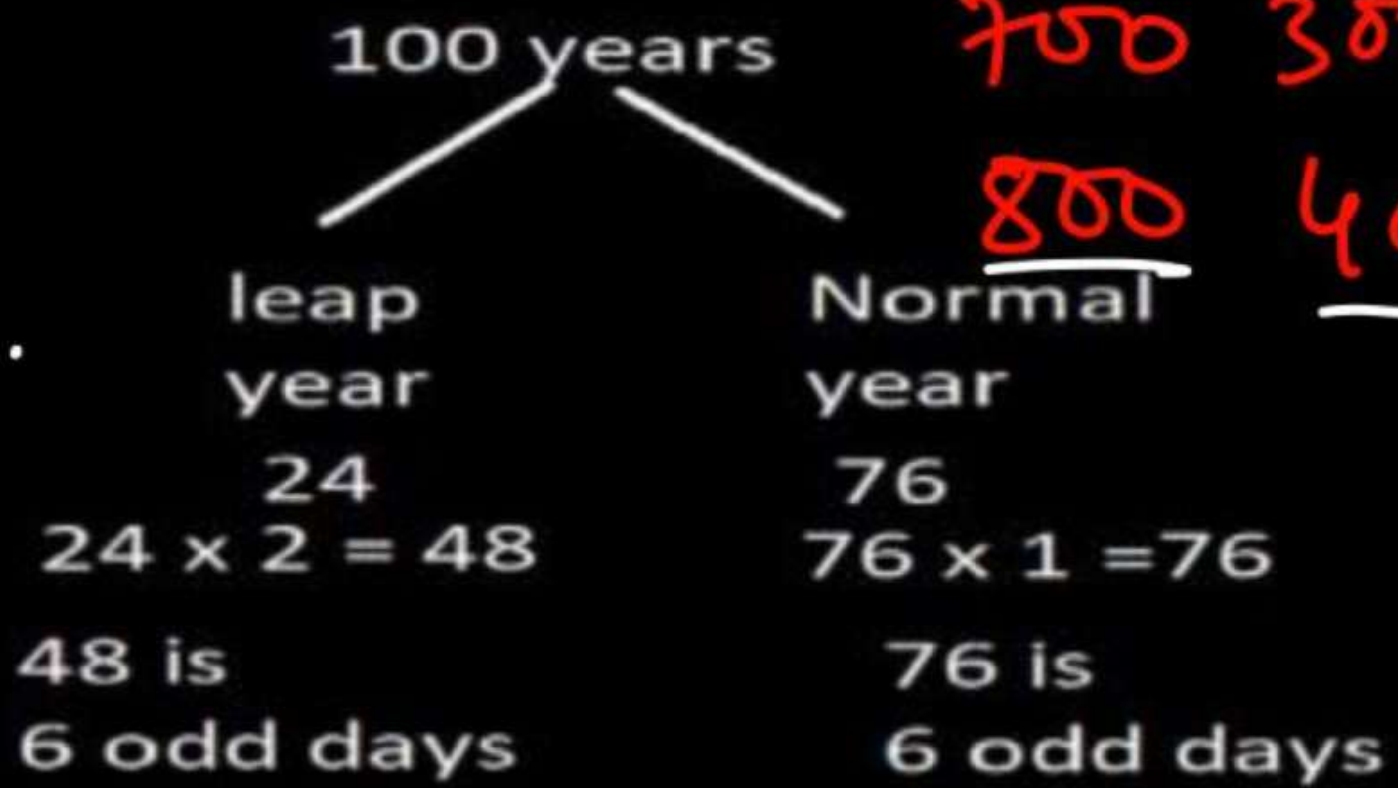 100 years
700
800
leap
year
24
24 x 2 = 48
48 is
6 odd days
Normal
year
76
76 x 1 =76
76 is
6 odd days